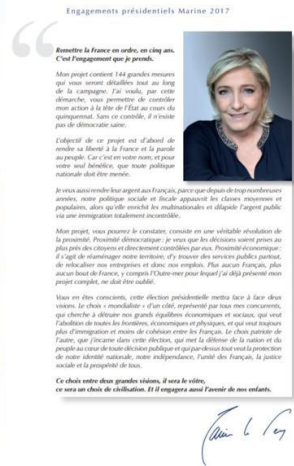 Engagements présidentiels Marine 2017
Remettre la France en ordre, en cinq ans.
C'est l'engagement que je prends.
Mon projet contient 144 grandes mesures
qui vous seront détaillées tout au long
de la campagne. J'ai voulu, par cette
démarche, vous permettre de contrôler
mon action à la tête de l'État au cours du
quinquennat. Sans ce contrôle, il n'existe
pas de démocratie saine.
L'objectif de ce projet est d'abord de
rendre sa liberté à la France et la parole
au peuple. Car c'est en votre nom, et pour
votre seul bénéfice, que toute politique
nationale doit être menée.
Je veux aussi rendre leur argent aux Français, parce que depuis de trop nombreuses
années, notre politique sociale et fiscale appauvrit les classes moyennes et
populaires, alors qu'elle enrichit les multinationales et dilapide l'argent public
via une immigration totalement incontrôlée.
Mon projet, vous pourrez le constater, consiste en une véritable révolution de
la proximité. Proximité démocratique : je veux que les décisions soient prises au
plus près des citoyens et directement contrôlées par eux. Proximité économique :
il s'agit de réaménager notre territoire, d'y trouver des services publics partout,
de relocaliser nos entreprises et donc nos emplois. Plus aucun Français, plus
aucun bout de France, y compris l'Outre-mer pour lequel j'ai déjà présenté mon
projet complet, ne doit être oublié.
Vous en êtes conscients, cette élection présidentielle mettra face à face deux
visions. Le choix « mondialiste » d'un côté, représenté par tous mes concurrents,
qui cherche à détruire nos grands équilibres économiques et sociaux, qui veut
l'abolition de toutes les frontières, économiques et physiques, et qui veut toujours
plus d'immigration et moins de cohésion entre les Français. Le choix patriote de
l'autre, que j'incarne dans cette élection, qui met la défense de la nation et du
peuple au cœur de toute décision publique et qui par-dessus tout veut la protection
de notre identité nationale, notre indépendance, l'unité des Français, la justice
sociale et la prospérité de tous.
Ce choix entre deux grandes visions, il sera le vôtre,
ce sera un choix de civilisation. Et il engagera aussi l'avenir de nos enfants.